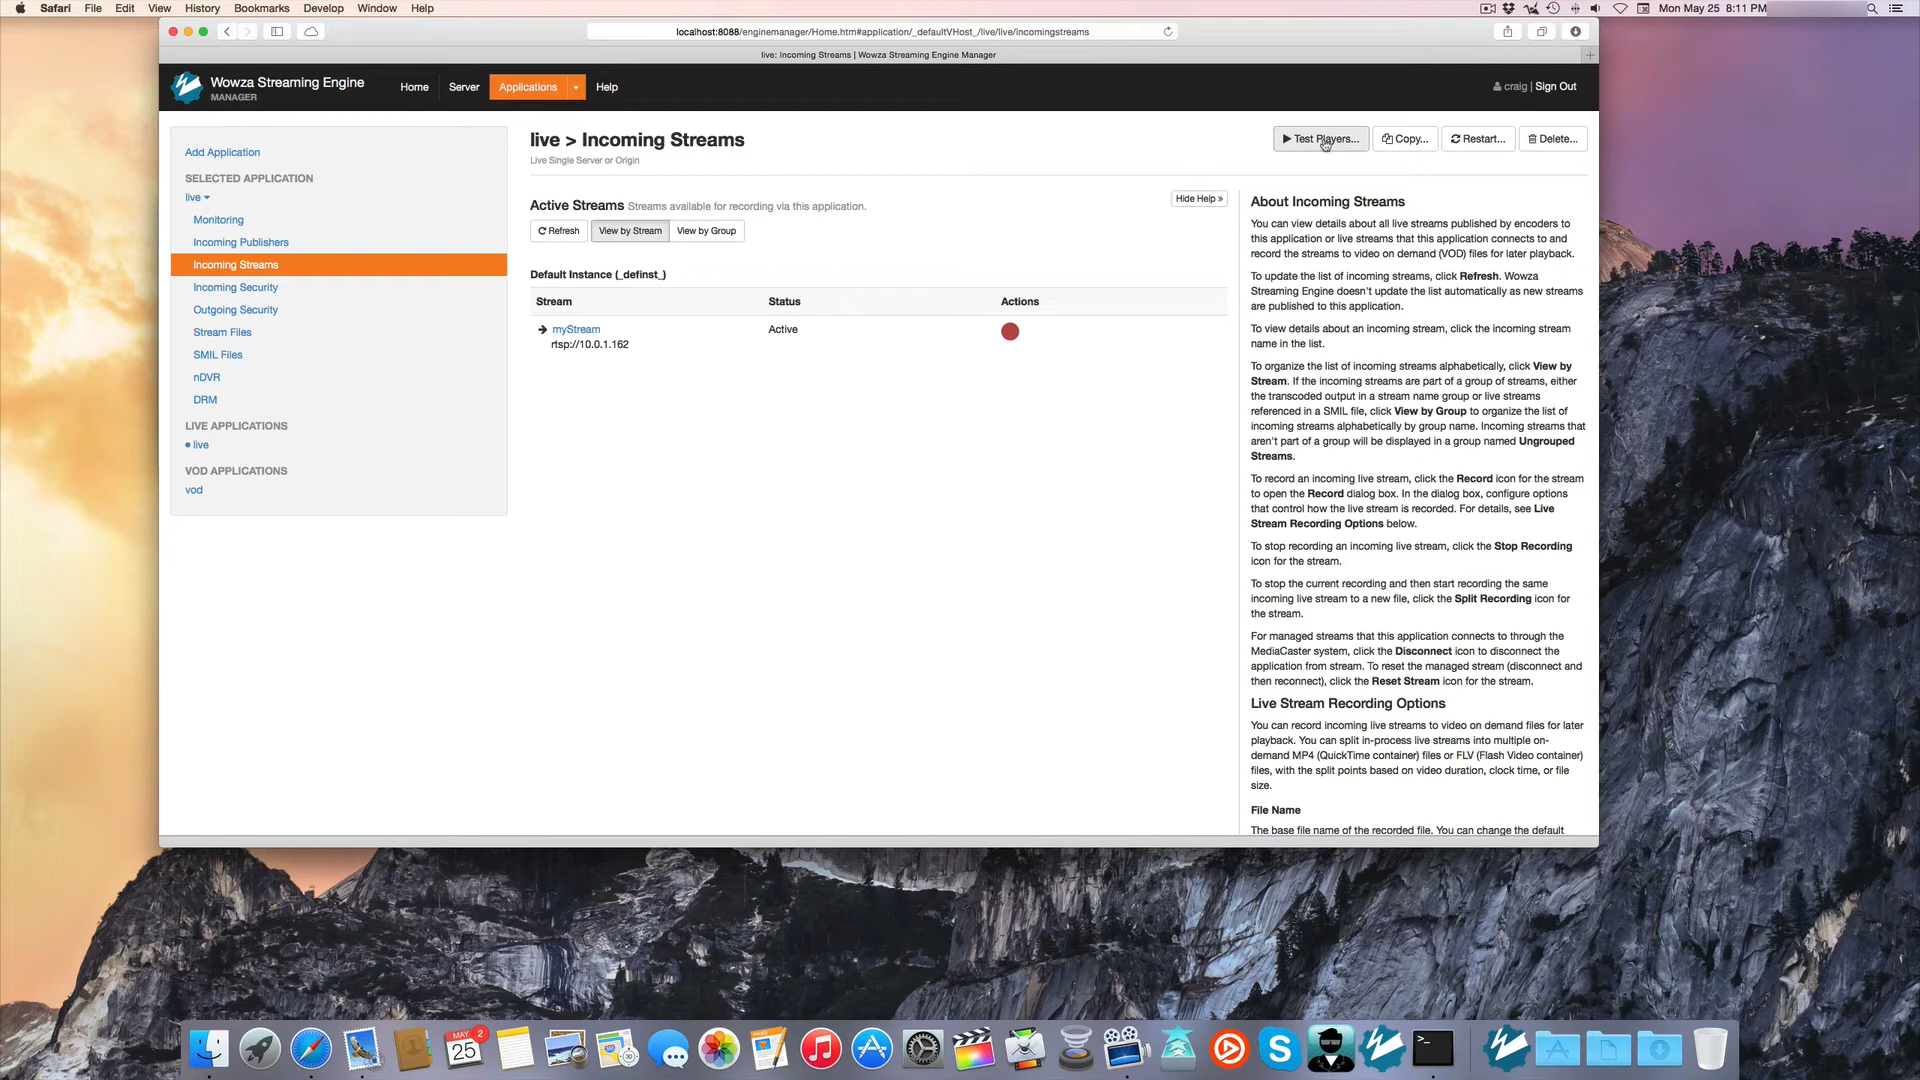 Safari File Edit View History Bookmarks Develop Window Help
Mon May 25 8:11 PM
localhost:8088/enginemanager/Home.htm#application/_defaultVHost_/live/live/incomingstreams
live: Incoming Streams | Wowza Streaming Engine Manager
Wowza Streaming Engine
MANAGER
Home Server Applications Help
craig | Sign Out
Add Application
SELECTED APPLICATION
live
Monitoring
Incoming Publishers
Incoming Streams
Incoming Security
Outgoing Security
Stream Files
SMIL Files
nDVR
DRM
LIVE APPLICATIONS
live
VOD APPLICATIONS
vod
live > Incoming Streams
Live Single Server or Origin
Test Players... Copy... Restart... Delete...
Active Streams Streams available for recording via this application.
Hide Help »
Refresh View by Stream View by Group
Default Instance (_definst_)
Stream Status Actions
myStream Active
rtsp://10.0.1.162
About Incoming Streams
You can view details about all live streams published by encoders to
this application or live streams that this application connects to and
record the streams to video on demand (VOD) files for later playback.
To update the list of incoming streams, click Refresh. Wowza
Streaming Engine doesn't update the list automatically as new streams
are published to this application.
To view details about an incoming stream, click the incoming stream
name in the list.
To organize the list of incoming streams alphabetically, click View by
Stream. If the incoming streams are part of a group of streams, either
the transcoded output in a stream name group or live streams
referenced in a SMIL file, click View by Group to organize the list of
incoming streams alphabetically by group name. Incoming streams that
aren't part of a group will be displayed in a group named Ungrouped
Streams.
To record an incoming live stream, click the Record icon for the stream
to open the Record dialog box. In the dialog box, configure options
that control how the live stream is recorded. For details, see Live
Stream Recording Options below.
To stop recording an incoming live stream, click the Stop Recording
icon for the stream.
To stop the current recording and then start recording the same
incoming live stream to a new file, click the Split Recording icon for
the stream.
For managed streams that this application connects to through the
MediaCaster system, click the Disconnect icon to disconnect the
application from stream. To reset the managed stream (disconnect and
then reconnect), click the Reset Stream icon for the stream.
Live Stream Recording Options
You can record incoming live streams to video on demand files for later
playback. You can split in-process live streams into multiple on-
demand MP4 (QuickTime container) files or FLV (Flash Video container)
files, with the split points based on video duration, clock time, or file
size.
File Name
The base file name of the recorded file. You can change the default
MAY 2
25
PAGES
3D
S
>_